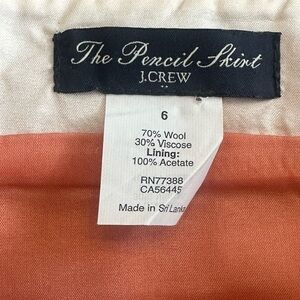 The Pencil Skirt
J.CREW
6
70% Wool
30% Viscose
Lining:
100% Acetate
RN77388
CA56445
Made in Sri Lanka